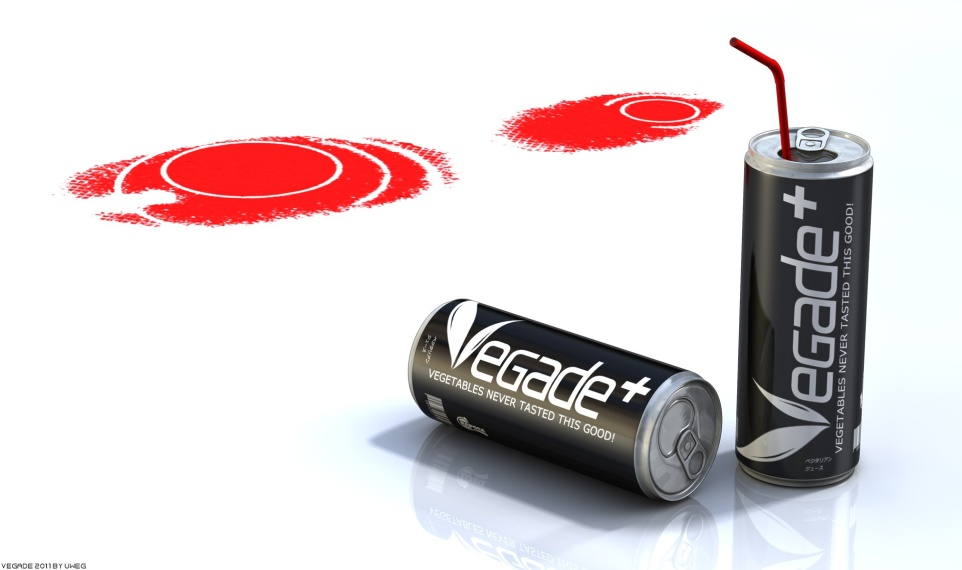 Vegade+
VEGETABLES NEVER TASTED THIS GOOD!
Vegade+
VEGETABLES NEVER TASTED THIS GOOD!
ベジタリアン
ジュース
VEGADE 2011 BY UWEG